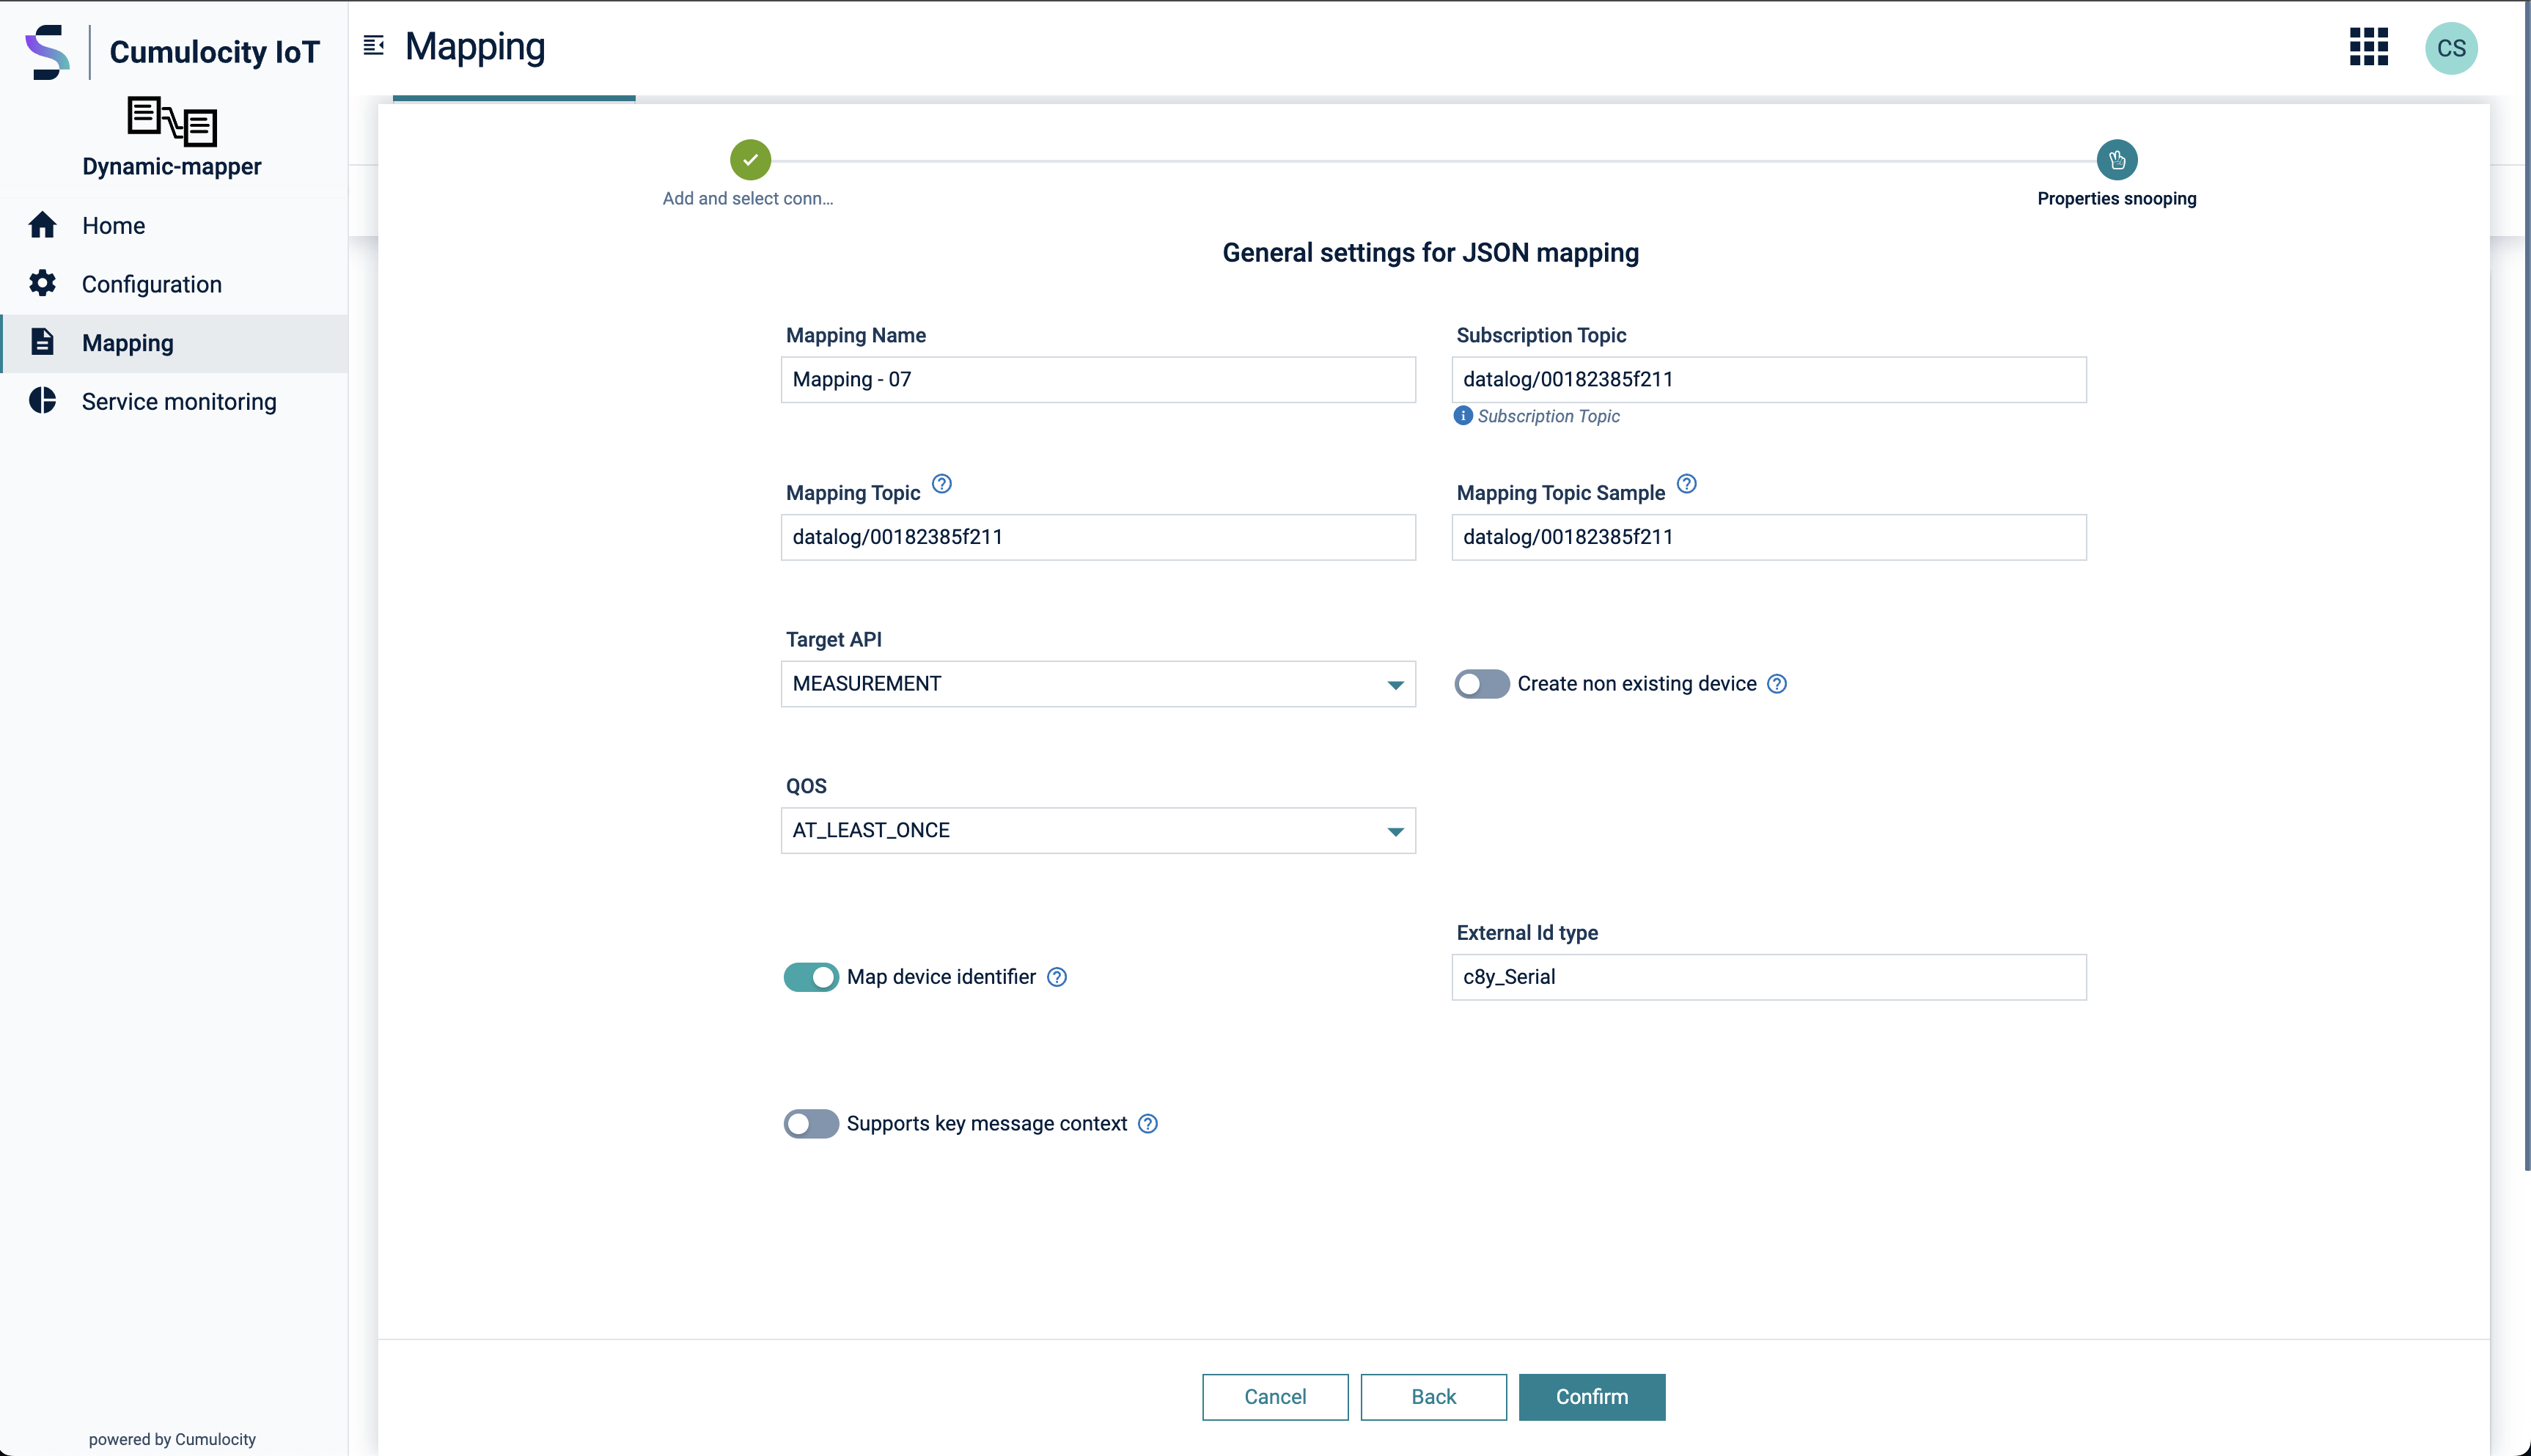 Cumulocity IoT
Mapping
CS
Dynamic-mapper
Home
Configuration
Mapping
Service monitoring
powered by Cumulocity
Add and select conn...
Properties snooping
General settings for JSON mapping
Mapping Name
Mapping - 07
Subscription Topic
datalog/00182385f211
Subscription Topic
Mapping Topic
datalog/00182385f211
Mapping Topic Sample
datalog/00182385f211
Target API
MEASUREMENT
Create non existing device
QOS
AT_LEAST_ONCE
Map device identifier
External Id type
c8y_Serial
Supports key message context
Cancel
Back
Confirm